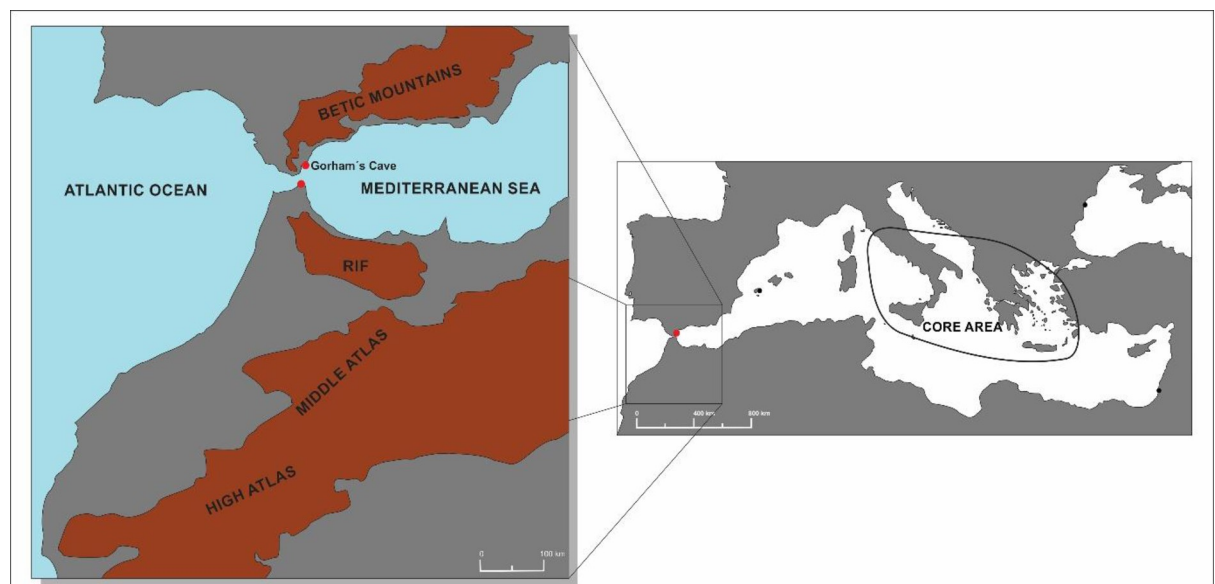 BETIC MOUNTAINS
Gorham´s Cave
ATLANTIC OCEAN
MEDITERRANEAN SEA
RIF
MIDDLE ATLAS
HIGH ATLAS
0 100 km
CORE AREA
0 400 km 800 km